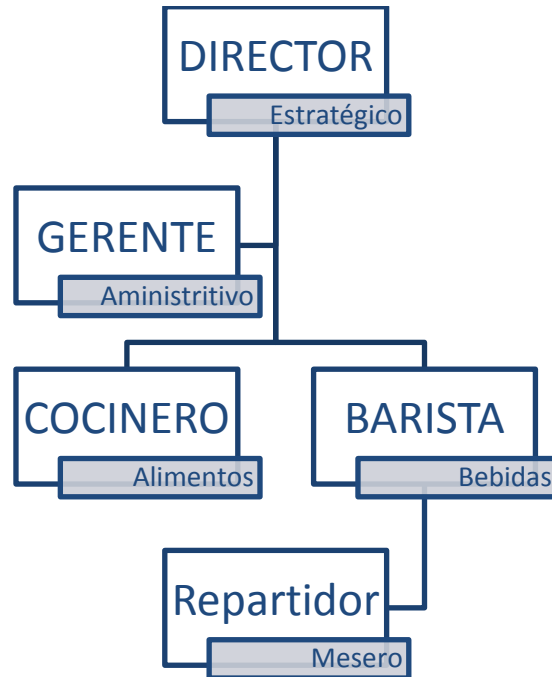 DIRECTOR
Estratégico
GERENTE
Aministritivo
COCINERO
Alimentos
BARISTA
Bebidas
Repartidor
Mesero